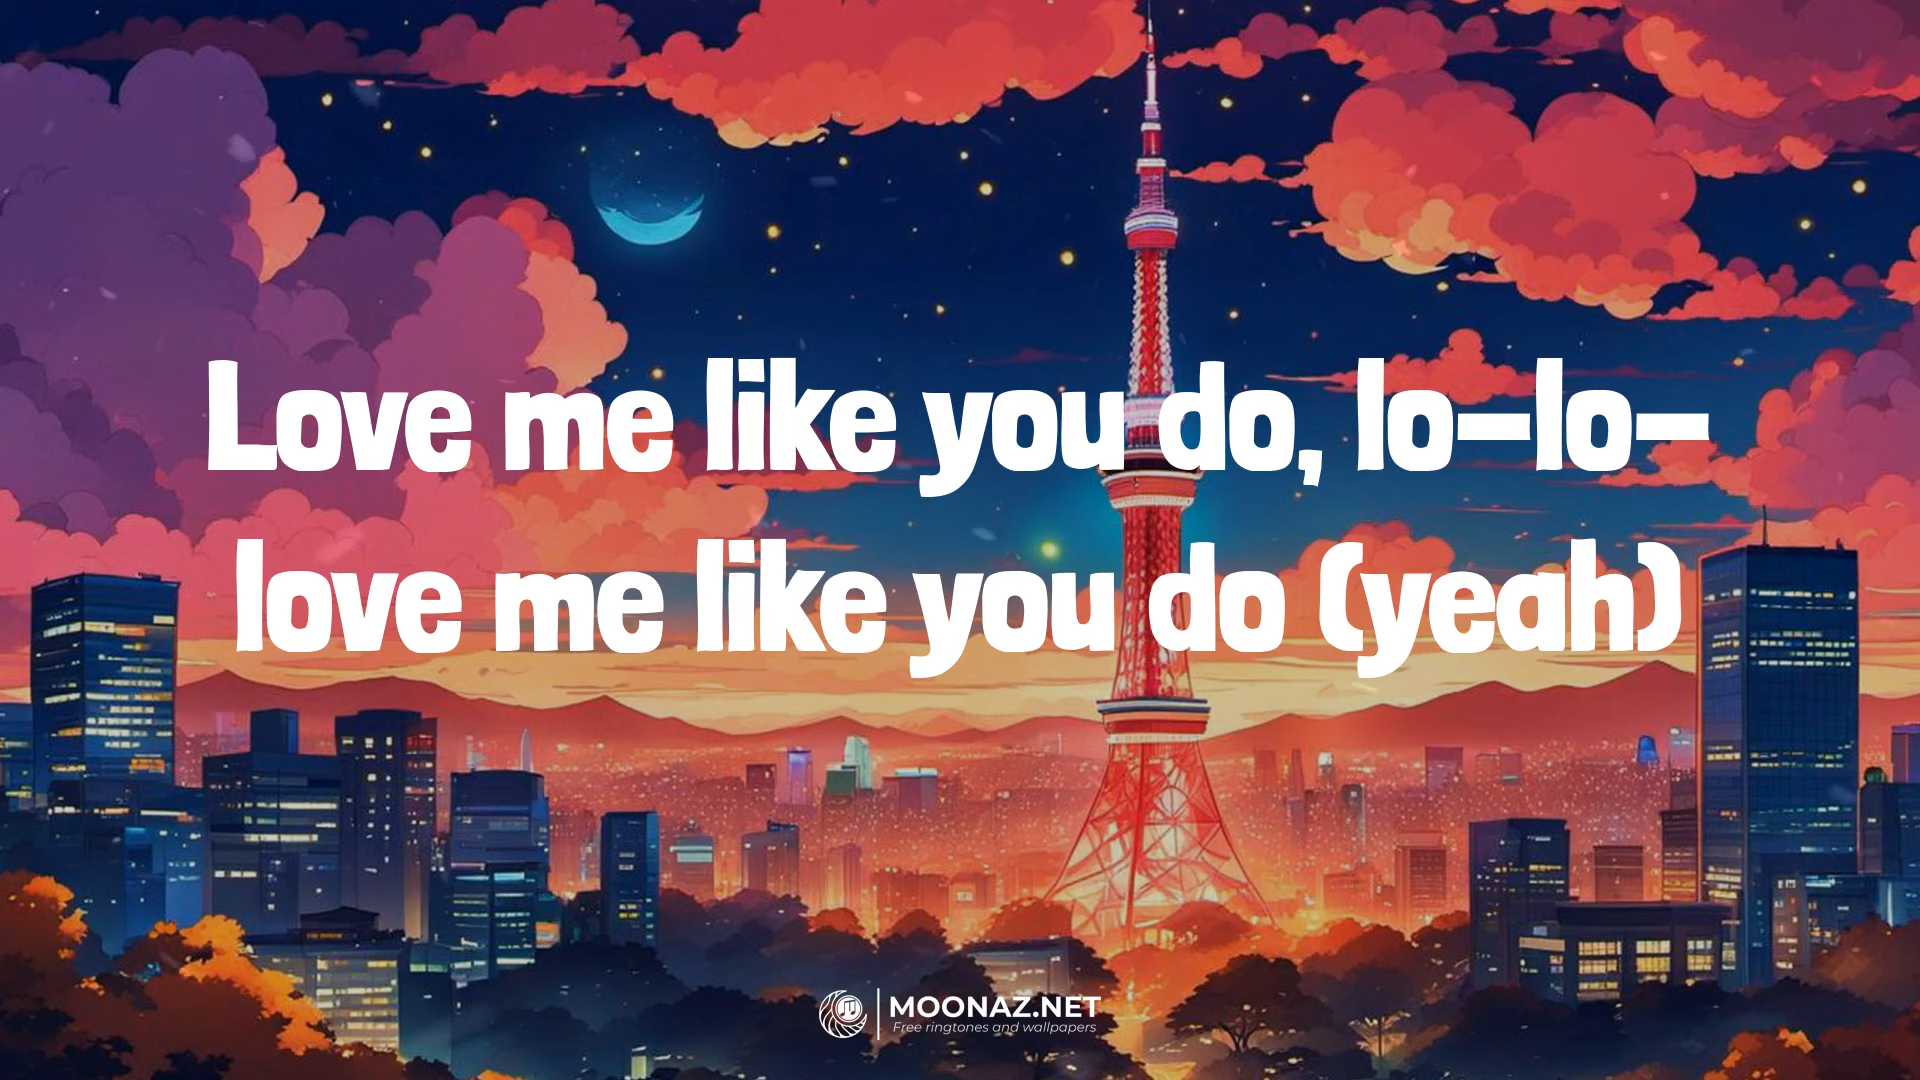 Love me like you do, lo-lo-
love me like you do (yeah)
MOONAZ.NET
Free ringtones and wallpapers